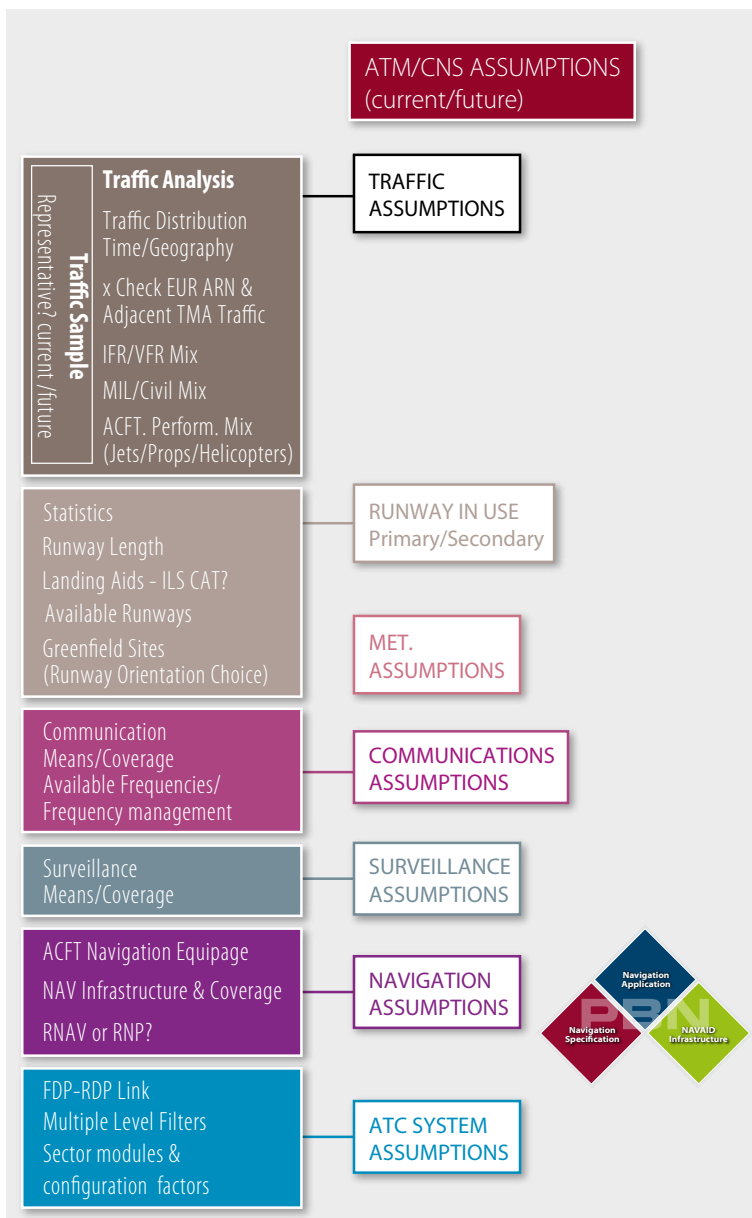 ATM/CNS ASSUMPTIONS
(current/future)
Traffic Sample
Representative? current /future
Traffic Analysis
Traffic Distribution
Time/Geography
x Check EUR ARN &
Adjacent TMA Traffic
IFR/VFR Mix
MIL/Civil Mix
ACFT. Perform. Mix
(Jets/Props/Helicopters)
TRAFFIC
ASSUMPTIONS
Statistics
Runway Length
Landing Aids - ILS CAT?
Available Runways
Greenfield Sites
(Runway Orientation Choice)
RUNWAY IN USE
Primary/Secondary
MET.
ASSUMPTIONS
Communication
Means/Coverage
Available Frequencies/
Frequency management
COMMUNICATIONS
ASSUMPTIONS
Surveillance
Means/Coverage
SURVEILLANCE
ASSUMPTIONS
ACFT Navigation Equipage
NAV Infrastructure & Coverage
RNAV or RNP?
NAVIGATION
ASSUMPTIONS
Navigation
Application
PBN
Navigation
Specification
NAVAID
Infrastructure
FDP-RDP Link
Multiple Level Filters
Sector modules &
configuration factors
ATC SYSTEM
ASSUMPTIONS